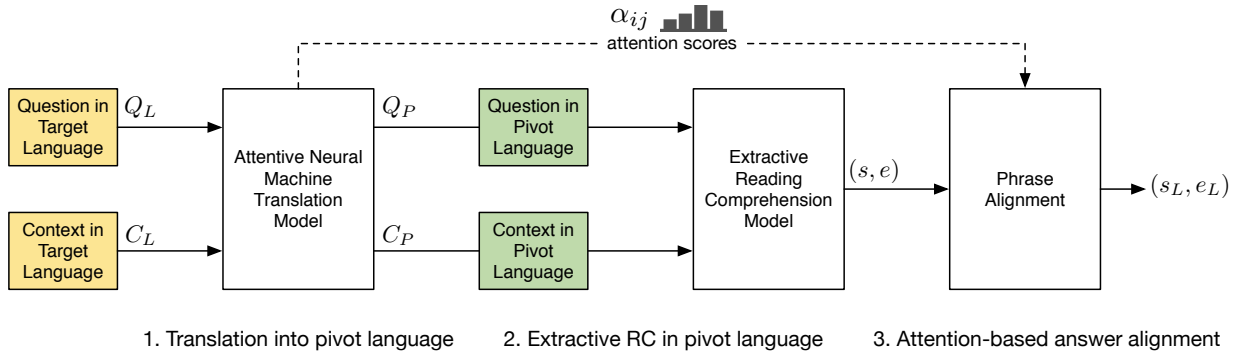 α_{ij}
attention scores
Question in
Target
Language
Q_L
Context in
Target
Language
C_L
Attentive Neural
Machine
Translation
Model
Q_P
C_P
Question in
Pivot
Language
Context in
Pivot
Language
Extractive
Reading
Comprehension
Model
(s, e)
Phrase
Alignment
(s_L, e_L)
1. Translation into pivot language
2. Extractive RC in pivot language
3. Attention-based answer alignment